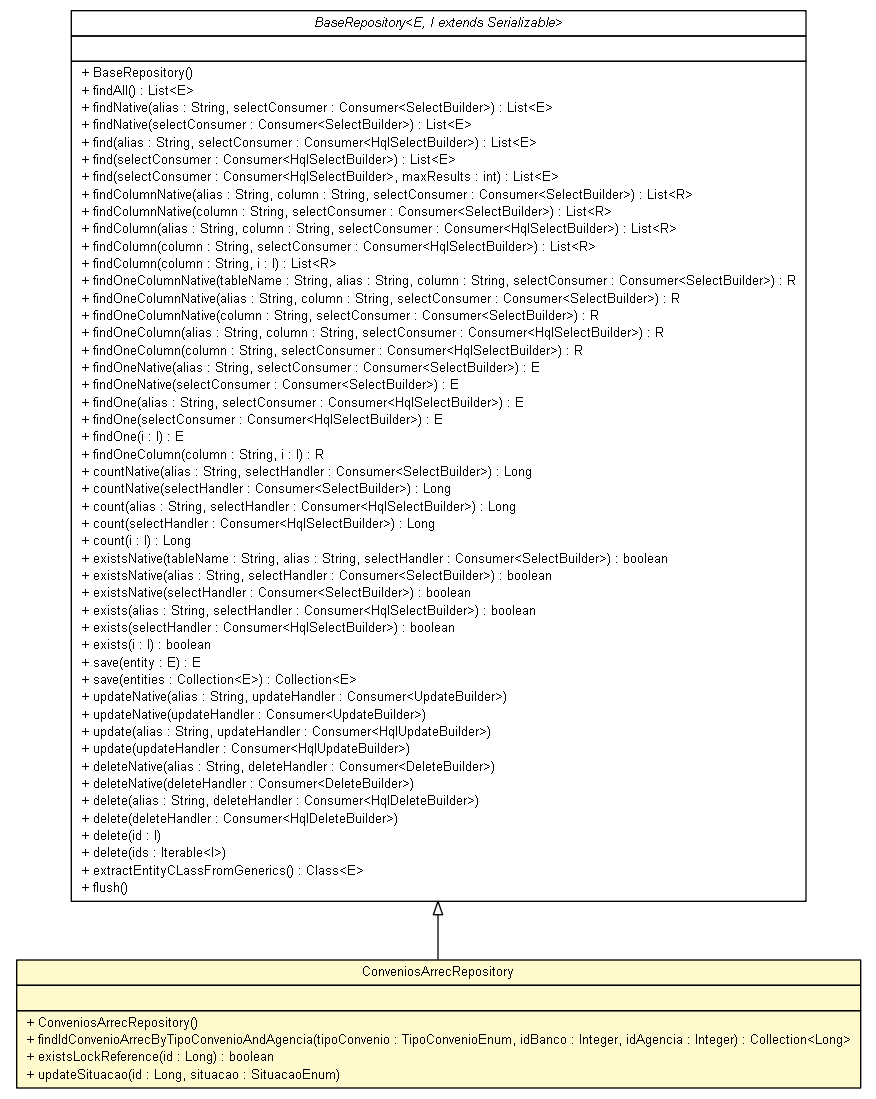 BaseRepository<E, I extends Serializable>
+ BaseRepository()
+ findAll() : List<E>
+ findNative(alias : String, selectConsumer : Consumer<SelectBuilder>) : List<E>
+ findNative(selectConsumer : Consumer<SelectBuilder>) : List<E>
+ find(alias : String, selectConsumer : Consumer<HqlSelectBuilder>) : List<E>
+ find(selectConsumer : Consumer<HqlSelectBuilder>) : List<E>
+ find(selectConsumer : Consumer<HqlSelectBuilder>, maxResults : int) : List<E>
+ findColumnNative(alias : String, column : String, selectConsumer : Consumer<SelectBuilder>) : List<R>
+ findColumnNative(column : String, selectConsumer : Consumer<SelectBuilder>) : List<R>
+ findColumn(alias : String, column : String, selectConsumer : Consumer<HqlSelectBuilder>) : List<R>
+ findColumn(column : String, selectConsumer : Consumer<HqlSelectBuilder>) : List<R>
+ findColumn(column : String, i : I) : List<R>
+ findOneColumnNative(tableName : String, alias : String, column : String, selectConsumer : Consumer<SelectBuilder>) : R
+ findOneColumnNative(alias : String, column : String, selectConsumer : Consumer<SelectBuilder>) : R
+ findOneColumnNative(column : String, selectConsumer : Consumer<SelectBuilder>) : R
+ findOneColumn(alias : String, column : String, selectConsumer : Consumer<HqlSelectBuilder>) : R
+ findOneColumn(column : String, selectConsumer : Consumer<HqlSelectBuilder>) : R
+ findOneNative(alias : String, selectConsumer : Consumer<SelectBuilder>) : E
+ findOneNative(selectConsumer : Consumer<SelectBuilder>) : E
+ findOne(alias : String, selectConsumer : Consumer<HqlSelectBuilder>) : E
+ findOne(selectConsumer : Consumer<HqlSelectBuilder>) : E
+ findOne(i : I) : E
+ findOneColumn(column : String, i : I) : R
+ countNative(alias : String, selectHandler : Consumer<SelectBuilder>) : Long
+ countNative(selectHandler : Consumer<SelectBuilder>) : Long
+ count(alias : String, selectHandler : Consumer<HqlSelectBuilder>) : Long
+ count(selectHandler : Consumer<HqlSelectBuilder>) : Long
+ count(i : I) : Long
+ existsNative(tableName : String, alias : String, selectHandler : Consumer<SelectBuilder>) : boolean
+ existsNative(alias : String, selectHandler : Consumer<SelectBuilder>) : boolean
+ existsNative(selectHandler : Consumer<SelectBuilder>) : boolean
+ exists(alias : String, selectHandler : Consumer<HqlSelectBuilder>) : boolean
+ exists(selectHandler : Consumer<HqlSelectBuilder>) : boolean
+ exists(i : I) : boolean
+ save(entity : E) : E
+ save(entities : Collection<E>) : Collection<E>
+ updateNative(alias : String, updateHandler : Consumer<UpdateBuilder>)
+ updateNative(updateHandler : Consumer<UpdateBuilder>)
+ update(alias : String, updateHandler : Consumer<HqlUpdateBuilder>)
+ update(updateHandler : Consumer<HqlUpdateBuilder>)
+ deleteNative(alias : String, deleteHandler : Consumer<DeleteBuilder>)
+ deleteNative(deleteHandler : Consumer<DeleteBuilder>)
+ delete(alias : String, deleteHandler : Consumer<HqlDeleteBuilder>)
+ delete(deleteHandler : Consumer<HqlDeleteBuilder>)
+ delete(id : I)
+ delete(ids : Iterable<I>)
+ extractEntityCLassFromGenerics() : Class<E>
+ flush()
ConveniosArrecRepository
+ ConveniosArrecRepository()
+ findIdConvenioArrecByTipoConvenioAndAgencia(tipoConvenio : TipoConvenioEnum, idBanco : Integer, idAgencia : Integer) : Collection<Long>
+ existsLockReference(id : Long) : boolean
+ updateSituacao(id : Long, situacao : SituacaoEnum)